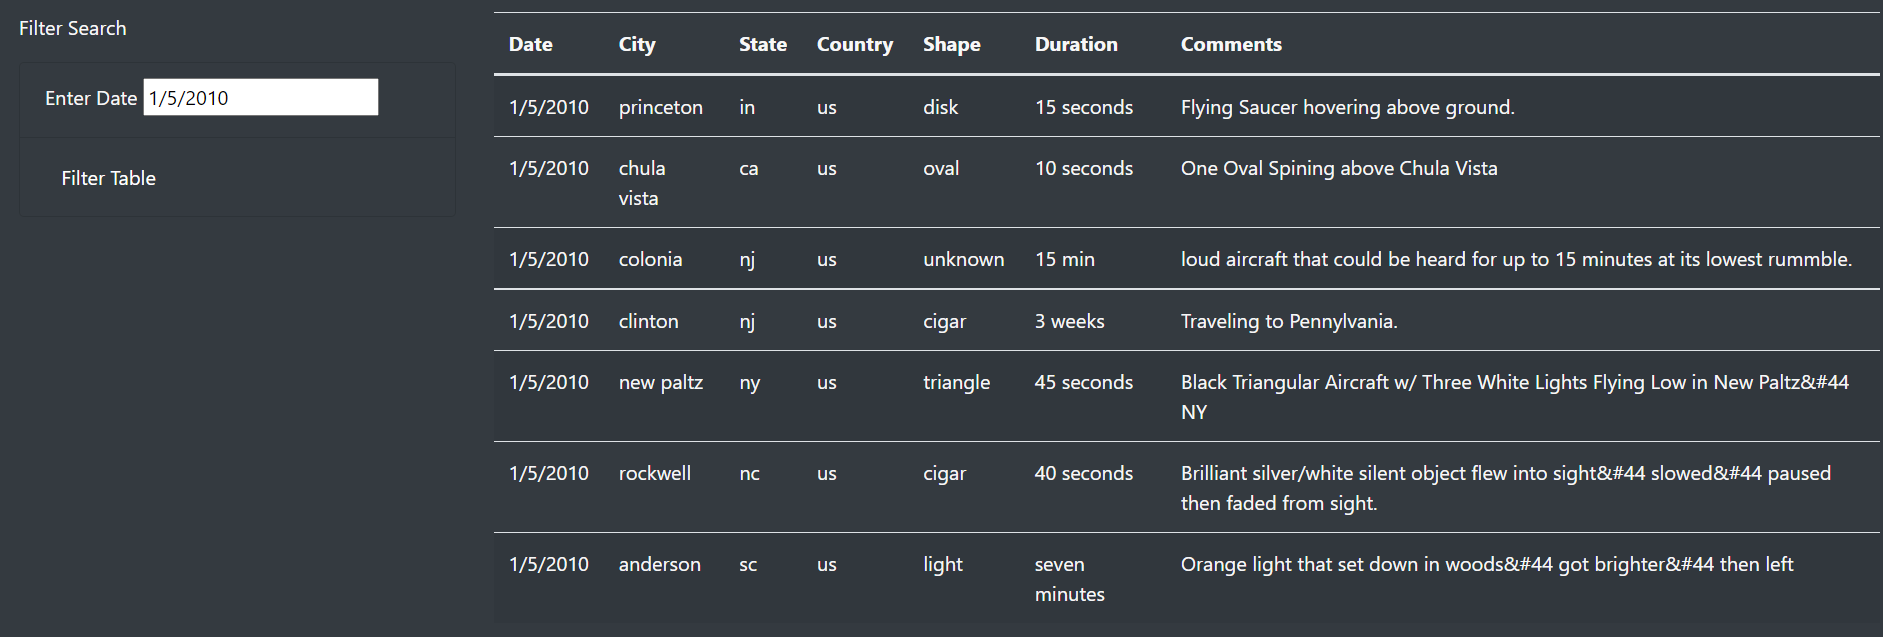 Filter Search
Enter Date 1/5/2010
Filter Table
Date City State Country Shape Duration Comments
1/5/2010 princeton in us disk 15 seconds Flying Saucer hovering above ground.
1/5/2010 chula ca us oval 10 seconds One Oval Spining above Chula Vista
vista
1/5/2010 colonia nj us unknown 15 min loud aircraft that could be heard for up to 15 minutes at its lowest rummble.
1/5/2010 clinton nj us cigar 3 weeks Traveling to Pennylvania.
1/5/2010 new paltz ny us triangle 45 seconds Black Triangular Aircraft w/ Three White Lights Flying Low in New Paltz&#44
NY
1/5/2010 rockwell nc us cigar 40 seconds Brilliant silver/white silent object flew into sight&#44 slowed&#44 paused
then faded from sight.
1/5/2010 anderson sc us light seven Orange light that set down in woods&#44 got brighter&#44 then left
minutes